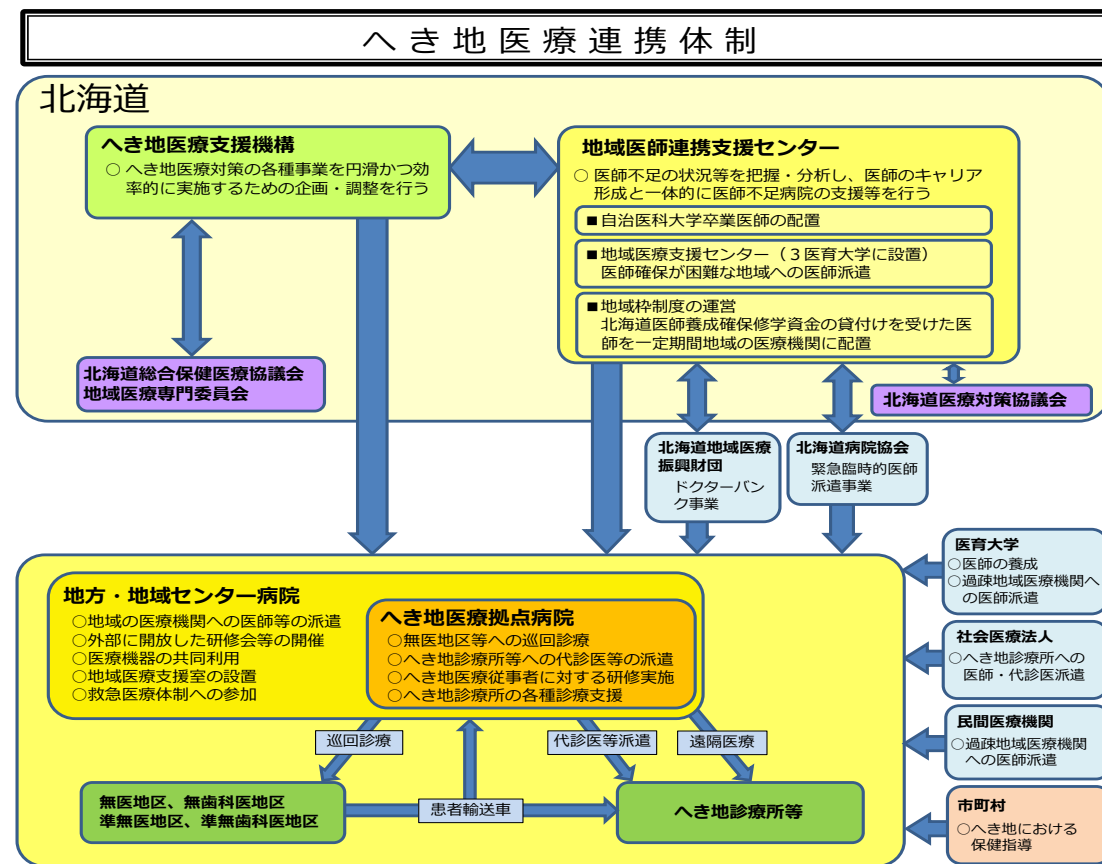 へき地医療連携体制
北海道
へき地医療支援機構
○ へき地医療対策の各種事業を円滑かつ効
率的に実施するための企画・調整を行う
地域医師連携支援センター
○ 医師不足の状況等を把握・分析し、医師のキャリア
形成と一体的に医師不足病院の支援等を行う
■自治医科大学卒業医師の配置
■地域医療支援センター（３医育大学に設置）
医師確保が困難な地域への医師派遣
■地域枠制度の運営
北海道医師養成確保修学資金の貸付けを受けた医
師を一定期間地域の医療機関に配置
北海道総合保健医療協議会
地域医療専門委員会
北海道医療対策協議会
北海道地域医療
振興財団
ドクターバン
ク事業
北海道病院協会
緊急臨時的医師
派遣事業
地方・地域センター病院
○地域の医療機関への医師等の派遣
○外部に開放した研修会等の開催
○医療機器の共同利用
○地域医療支援室の設置
○救急医療体制への参加
へき地医療拠点病院
○無医地区等への巡回診療
○へき地診療所等への代診医等の派遣
○へき地医療従事者に対する研修実施
○へき地診療所の各種診療支援
巡回診療
代診医等派遣
遠隔医療
無医地区、無歯科医地区
準無医地区、準無歯科医地区
患者輸送車
へき地診療所等
医育大学
○医師の養成
○過疎地域医療機関へ
の医師派遣
社会医療法人
○へき地診療所への
医師・代診医派遣
民間医療機関
○過疎地域医療機関
への医師派遣
市町村
○へき地における
保健指導